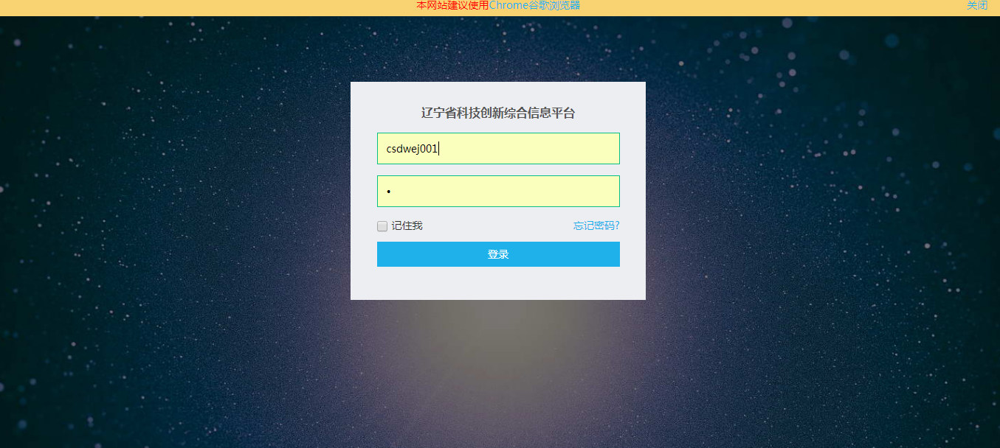 本网站建议使用Chrome谷歌浏览器
关闭
辽宁省科技创新综合信息平台
csdwej001
•
记住我
忘记密码?
登录